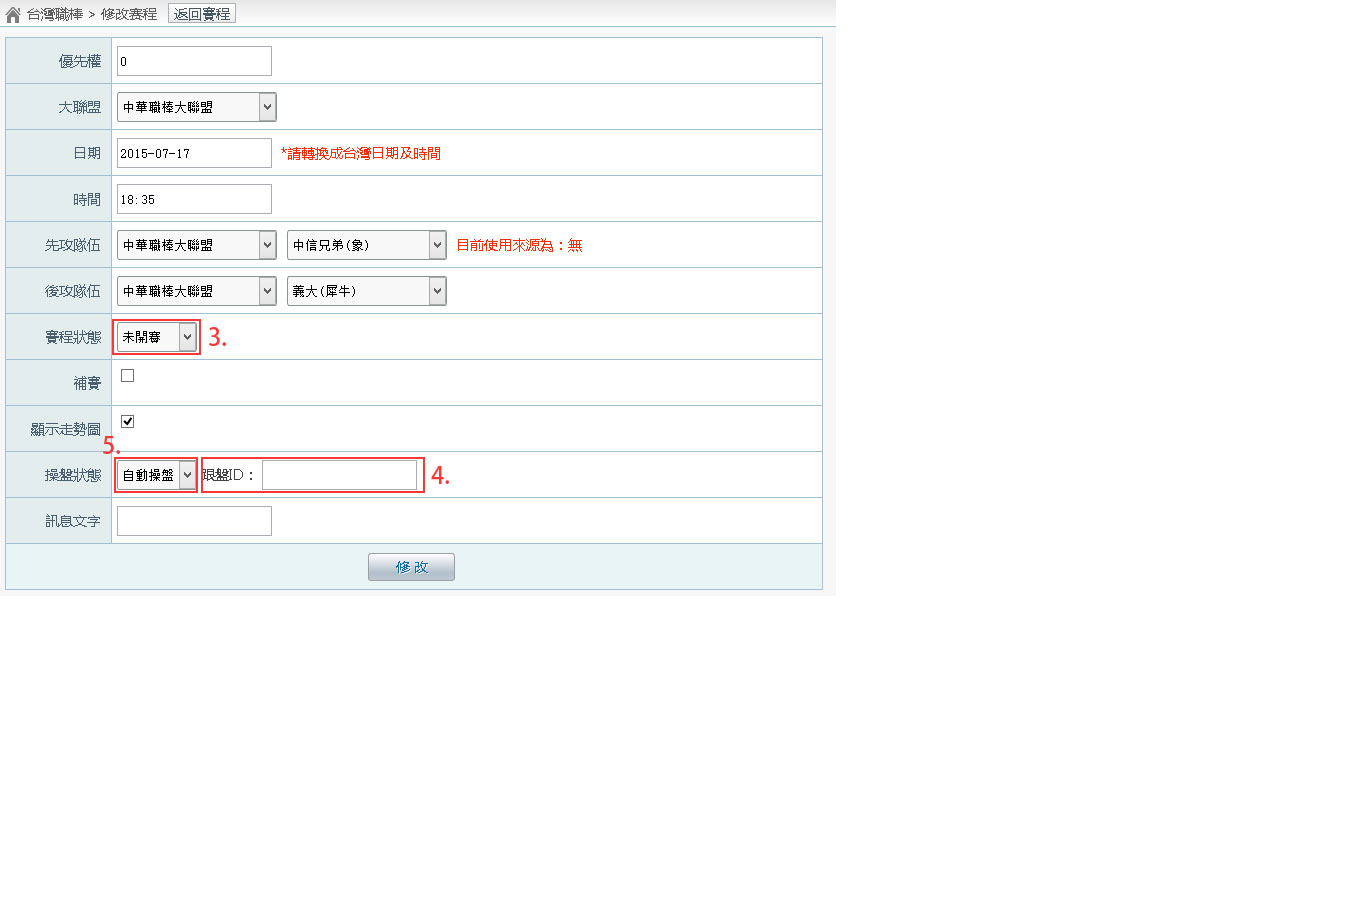 台灣職棒 > 修改赛程 返回賽程
優先權 0
大聯盟 中華職棒大聯盟
日期 2015-07-17 *請轉換成台灣日期及時間
時間 18:35
先攻隊伍 中華職棒大聯盟 中信兄弟(象) 目前使用來源為：無
後攻隊伍 中華職棒大聯盟 義大(犀牛)
賽程狀態 未開賽 3.
補賽
顯示走勢圖
5.
操盤狀態 自動操盤 跟盤ID： 4.
訊息文字
修 改